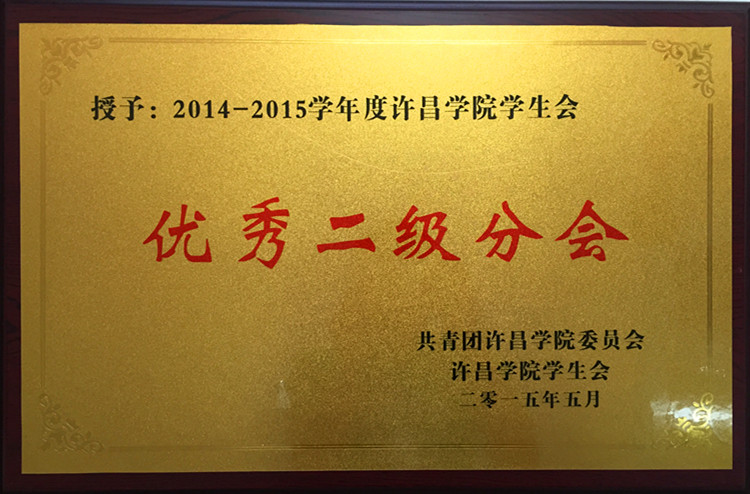 授予：2014-2015学年度许昌学院学生会
优秀二级分会
共青团许昌学院委员会
许昌学院学生会
二零一五年五月